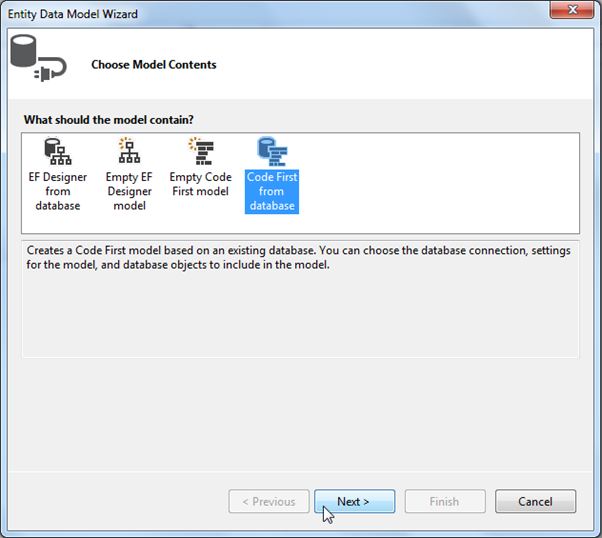 Entity Data Model Wizard
Choose Model Contents
What should the model contain?
EF Designer
from
database
Empty EF
Designer
model
Empty Code
First model
Code First
from
database
Creates a Code First model based on an existing database. You can choose the database connection, settings
for the model, and database objects to include in the model.
< Previous
Next >
Finish
Cancel